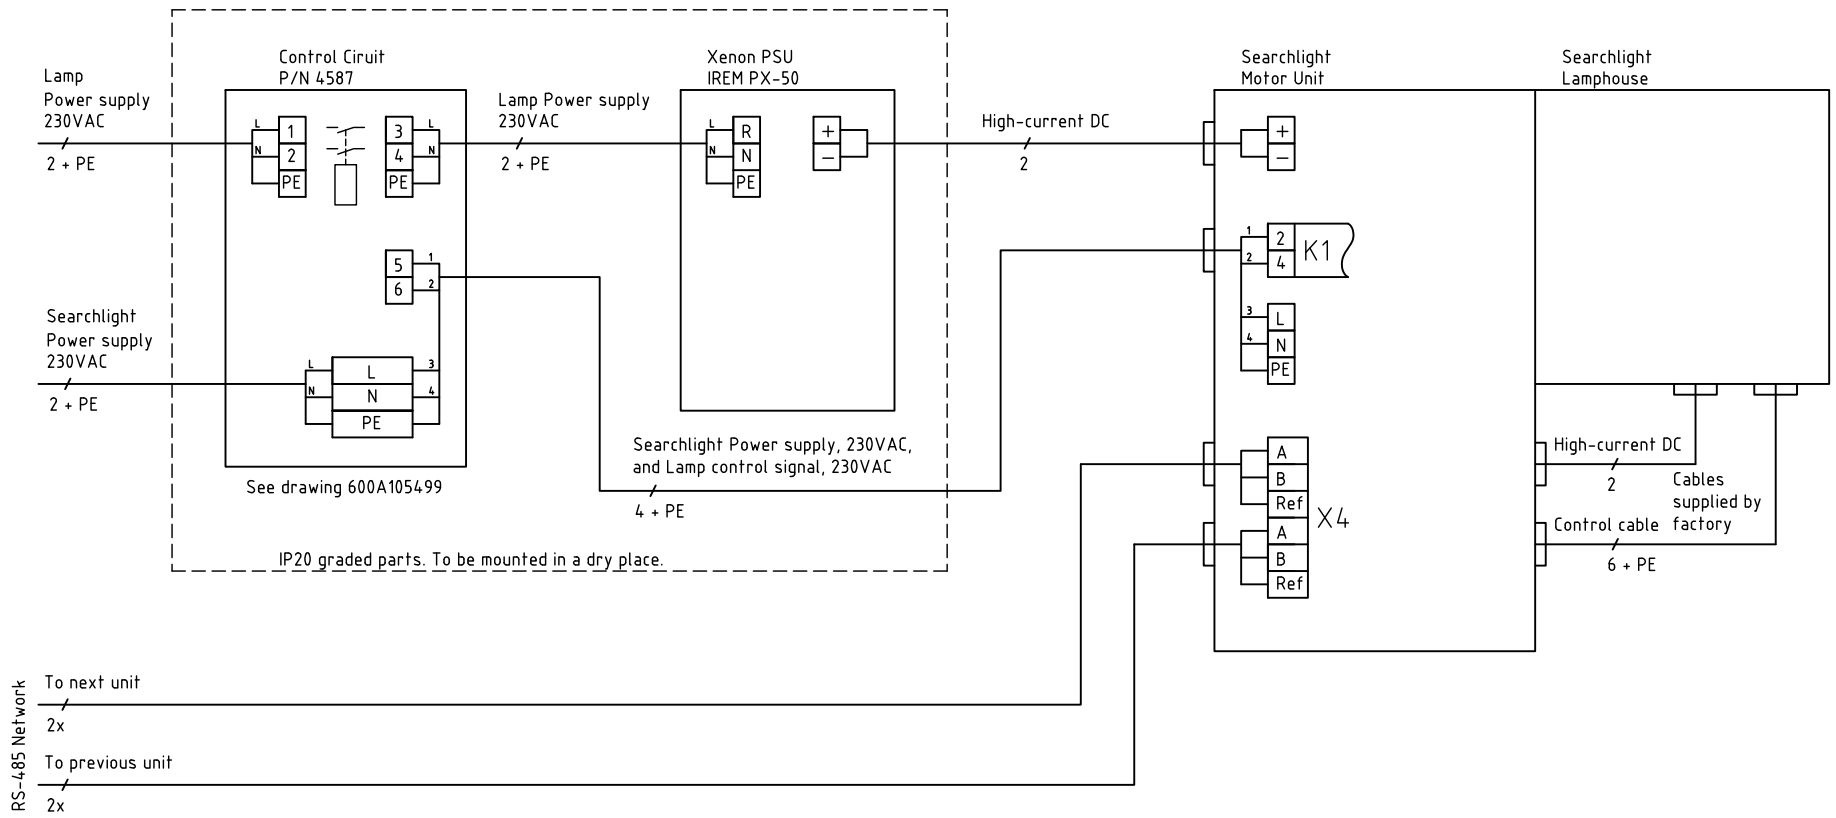 Control Ciruit
P/N 4587
Xenon PSU
IREM PX-50
Searchlight
Motor Unit
Searchlight
Lamphouse
Lamp
Power supply
230VAC
2 + PE
L
N
1
2
PE
3
4
PE
L
N
Lamp Power supply
230VAC
2 + PE
L
N
R
N
PE
+
−
High-current DC
2
+
−
5
6
1
2
1
2
2
4
K1
3
4
L
N
PE
Searchlight
Power supply
230VAC
2 + PE
L
N
L
N
PE
3
4
See drawing 600A105499
Searchlight Power supply, 230VAC,
and Lamp control signal, 230VAC
4 + PE
IP20 graded parts. To be mounted in a dry place.
A
B
Ref
A
B
Ref
X4
High-current DC
2
Cables
supplied by
factory
Control cable
6 + PE
RS-485 Network
To next unit
2x
To previous unit
2x